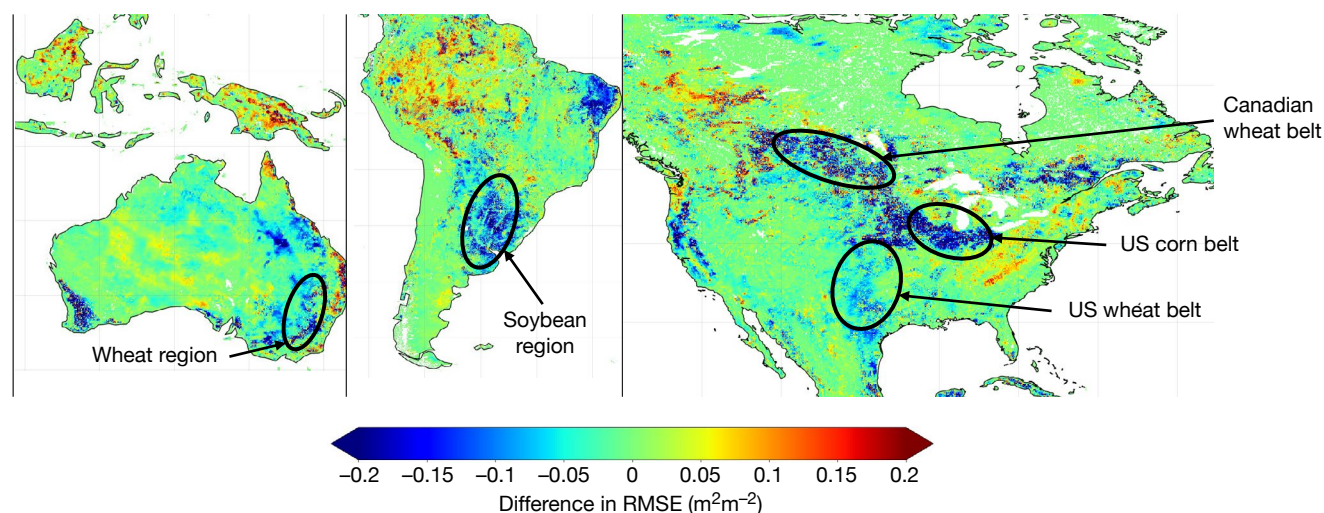 Canadian
wheat belt
US corn belt
US wheat belt
Soybean
region
Wheat region
−0.2 −0.15 −0.1 −0.05 0 0.05 0.1 0.15 0.2
Difference in RMSE (m²m⁻²)